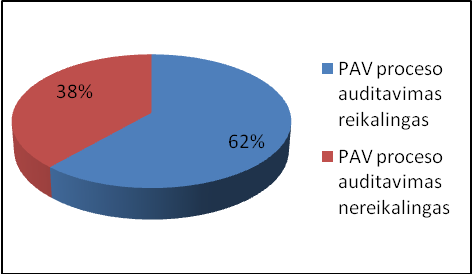 38%
62%
PAV proceso
auditavimas
reikalingas
PAV proceso
auditavimas
nereikalingas